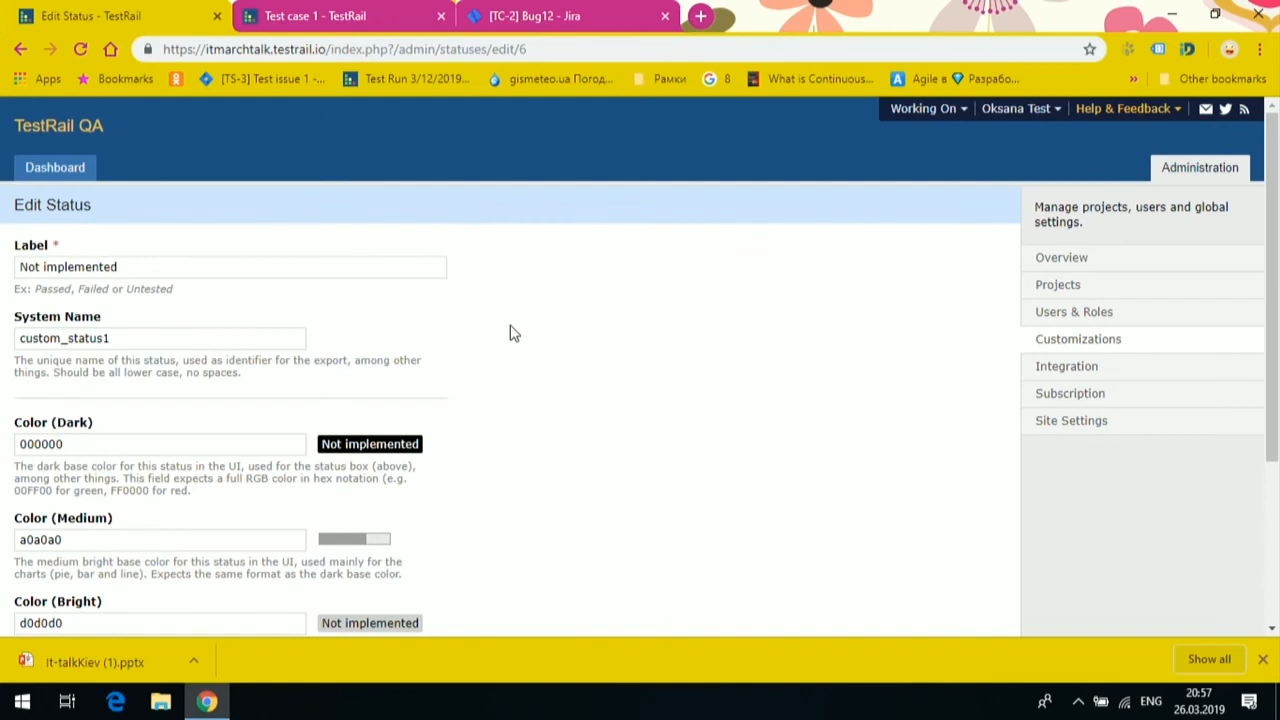 Edit Status - TestRail
Test case 1 - TestRail
[TC-2] Bug12 - Jira
https://itmarchtalk.testrail.io/index.php?/admin/statuses/edit/6
Apps
Bookmarks
[TS-3] Test issue 1 -...
Test Run 3/12/2019...
gismeteo.ua Погод...
Рамки
8
What is Continuous...
Agile в
Разрабо...
»
Other bookmarks
Working On
Oksana Test
Help & Feedback
TestRail QA
Dashboard
Administration
Edit Status
Manage projects, users and global
settings.
Overview
Projects
Users & Roles
Customizations
Integration
Subscription
Site Settings
Label *
Not implemented
Ex: Passed, Failed or Untested
System Name
custom_status1
The unique name of this status, used as identifier for the export, among other
things. Should be all lower case, no spaces.
Color (Dark)
000000
Not implemented
The dark base color for this status in the UI, used for the status box (above),
among other things. This field expects a full RGB color in hex notation (e.g.
00FF00 for green, FF0000 for red.
Color (Medium)
a0a0a0
The medium bright base color for this status in the UI, used mainly for the
charts (pie, bar and line). Expects the same format as the dark base color.
Color (Bright)
d0d0d0
Not implemented
It-talkKiev (1).pptx
Show all
ENG
20:57
26.03.2019